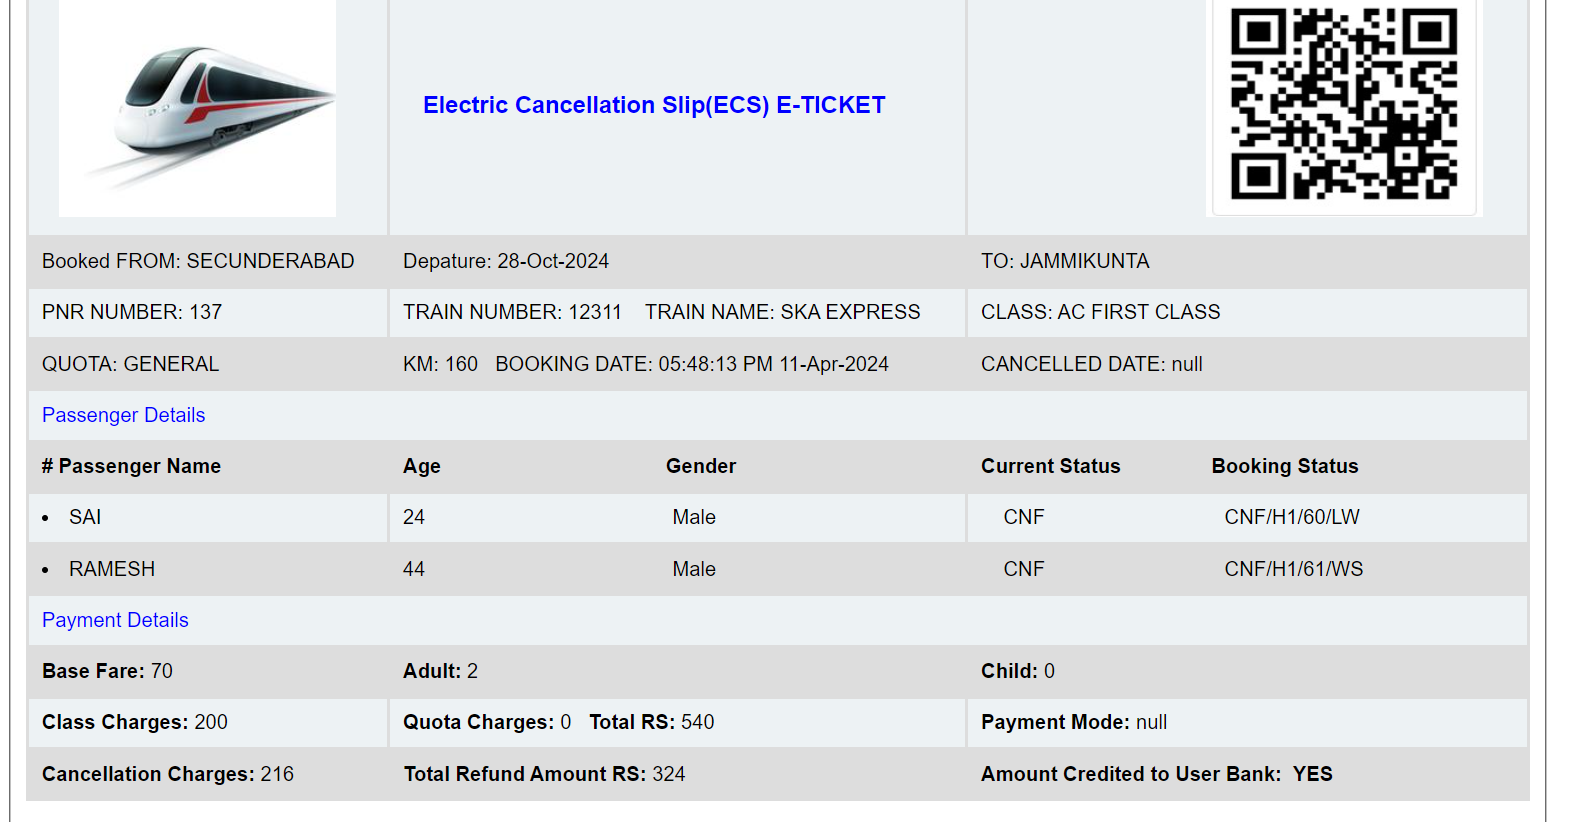 Electric Cancellation Slip(ECS) E-TICKET
Booked FROM: SECUNDERABAD Depature: 28-Oct-2024 TO: JAMMIKUNTA
PNR NUMBER: 137 TRAIN NUMBER: 12311 TRAIN NAME: SKA EXPRESS CLASS: AC FIRST CLASS
QUOTA: GENERAL KM: 160 BOOKING DATE: 05:48:13 PM 11-Apr-2024 CANCELLED DATE: null
Passenger Details
# Passenger Name Age Gender Current Status Booking Status
• SAI 24 Male CNF CNF/H1/60/LW
• RAMESH 44 Male CNF CNF/H1/61/WS
Payment Details
Base Fare: 70 Adult: 2 Child: 0
Class Charges: 200 Quota Charges: 0 Total RS: 540 Payment Mode: null
Cancellation Charges: 216 Total Refund Amount RS: 324 Amount Credited to User Bank: YES